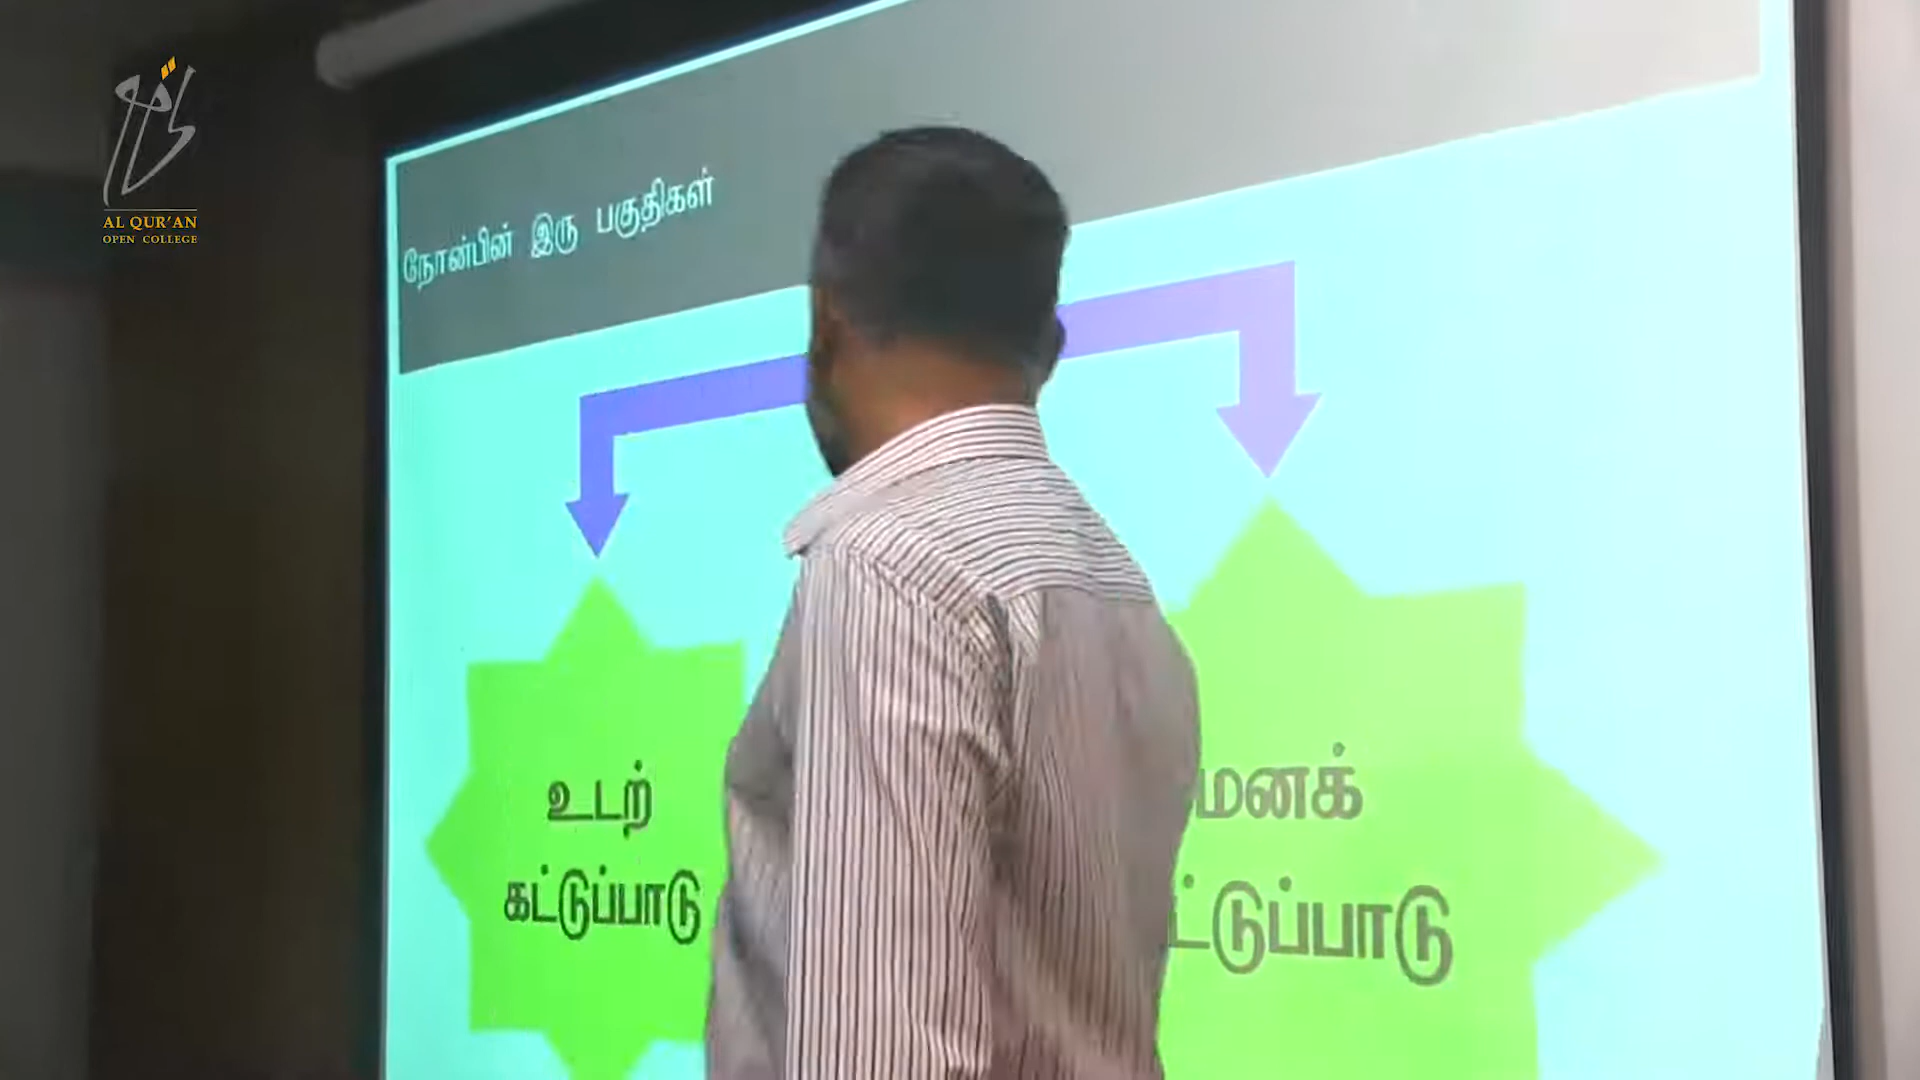 AL QUR'AN
OPEN COLLEGE
நோன்பின் இரு பகுதிகள்
உடற்
கட்டுப்பாடு
மனக்
ட்டுப்பாடு